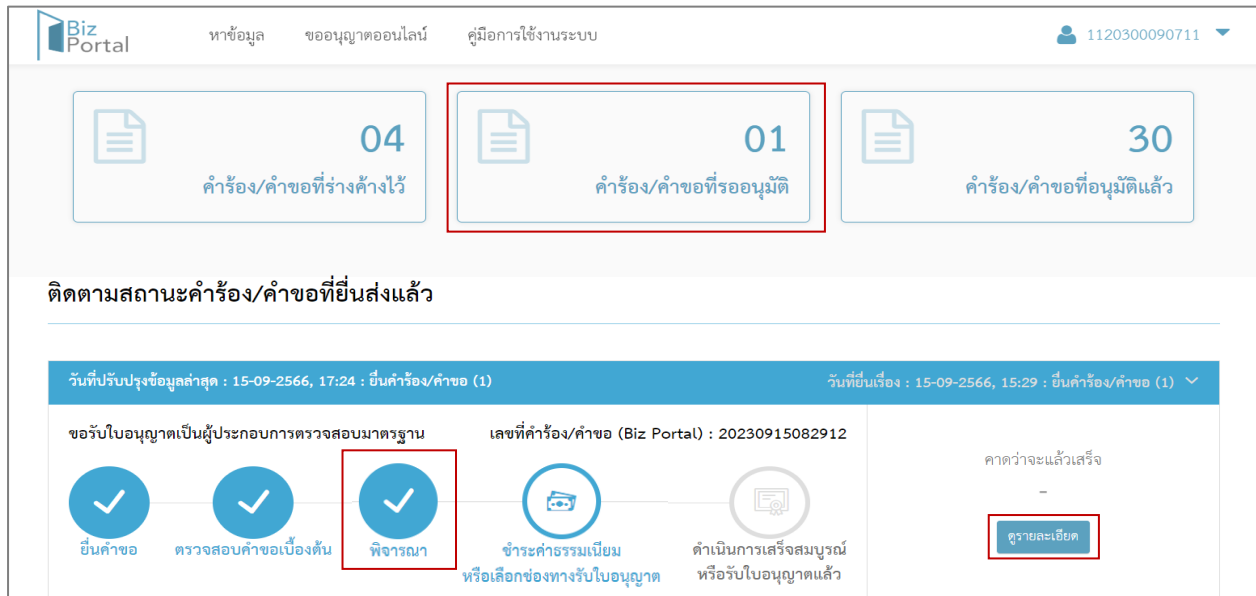 Biz
Portal
หาข้อมูล ขออนุญาตออนไลน์ คู่มือการใช้งานระบบ 1120300090711
04
คำร้อง/คำขอที่ร่างค้างไว้
01
คำร้อง/คำขอที่รออนุมัติ
30
คำร้อง/คำขอที่อนุมัติแล้ว
ติดตามสถานะคำร้อง/คำขอที่ยื่นส่งแล้ว
วันที่ปรับปรุงข้อมูลล่าสุด : 15-09-2566, 17:24 : ยื่นคำร้อง/คำขอ (1) วันที่ยื่นเรื่อง : 15-09-2566, 15:29 : ยื่นคำร้อง/คำขอ (1)
ขอรับใบอนุญาตเป็นผู้ประกอบการตรวจสอบมาตรฐาน เลขที่คำร้อง/คำขอ (Biz Portal) : 20230915082912
ยื่นคำขอ
ตรวจสอบคำขอเบื้องต้น
พิจารณา
ชำระค่าธรรมเนียม
หรือเลือกช่องทางรับใบอนุญาต
ดำเนินการเสร็จสมบูรณ์
หรือรับใบอนุญาตแล้ว
คาดว่าจะแล้วเสร็จ
-
ดูรายละเอียด